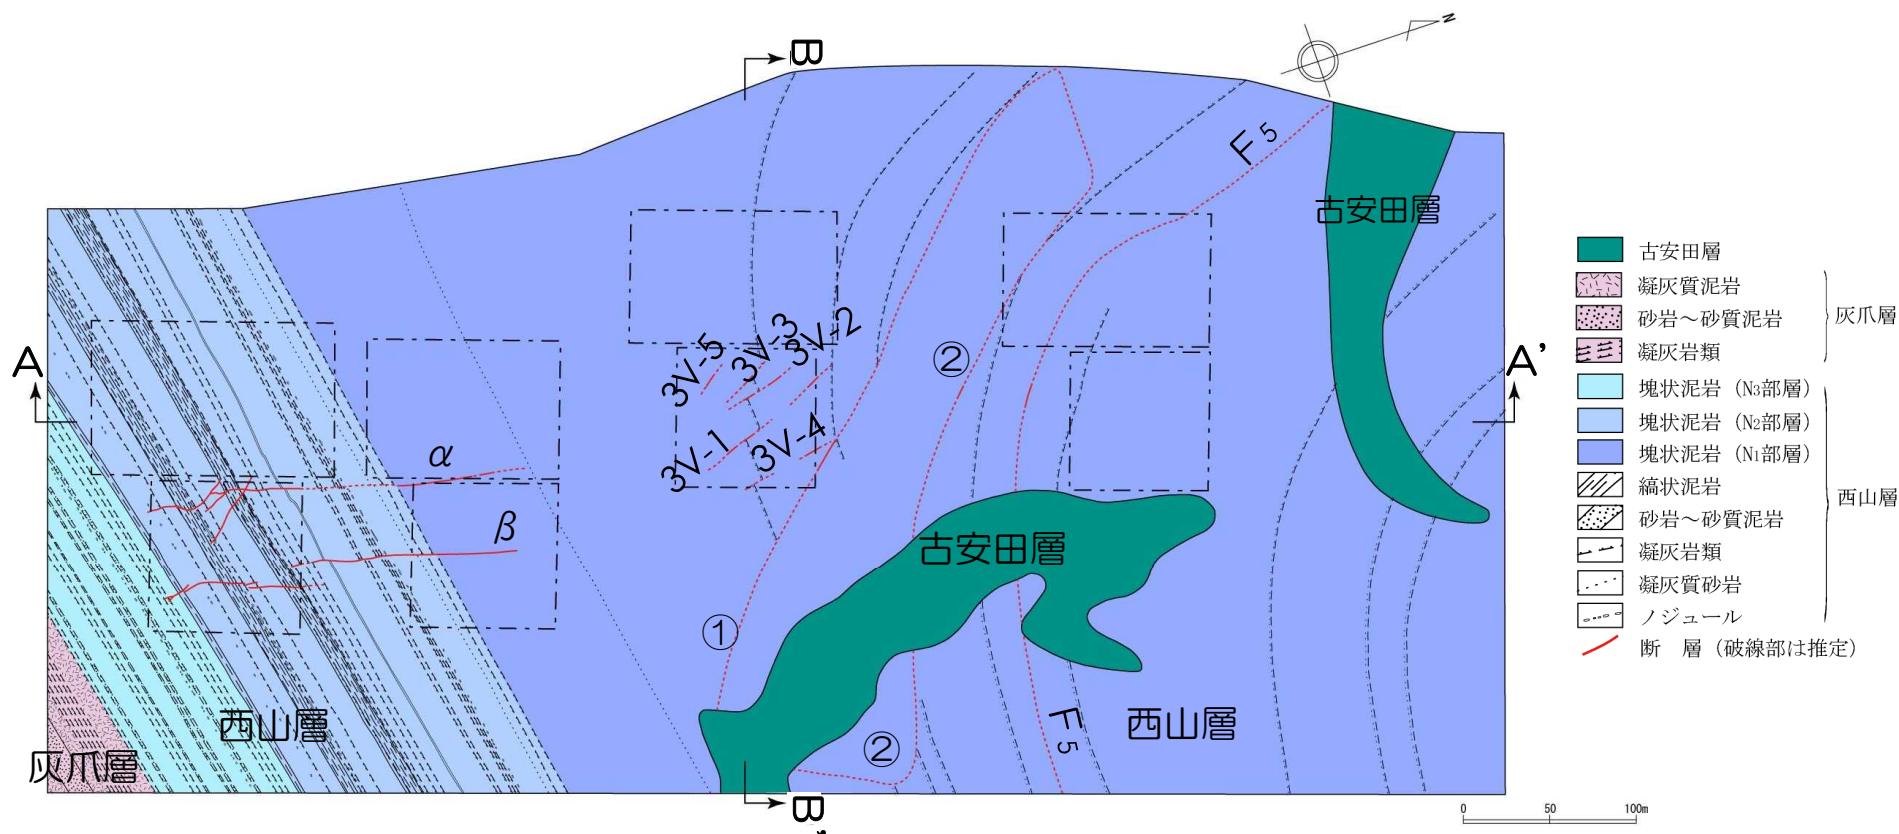 B
N
F5
古安田層
A
A'
3V-5
3V-3
3V-2
②
3V-1
3V-4
α
β
古安田層
①
②
F5
西山層
西山層
灰爪層
B
B'
古安田層
凝灰質泥岩
砂岩～砂質泥岩
凝灰岩類
灰爪層
塊状泥岩（N3部層）
塊状泥岩（N2部層）
塊状泥岩（N1部層）
縞状泥岩
砂岩～砂質泥岩
凝灰岩類
凝灰質砂岩
ノジュール
西山層
断 層（破線部は推定）
0 50 100m